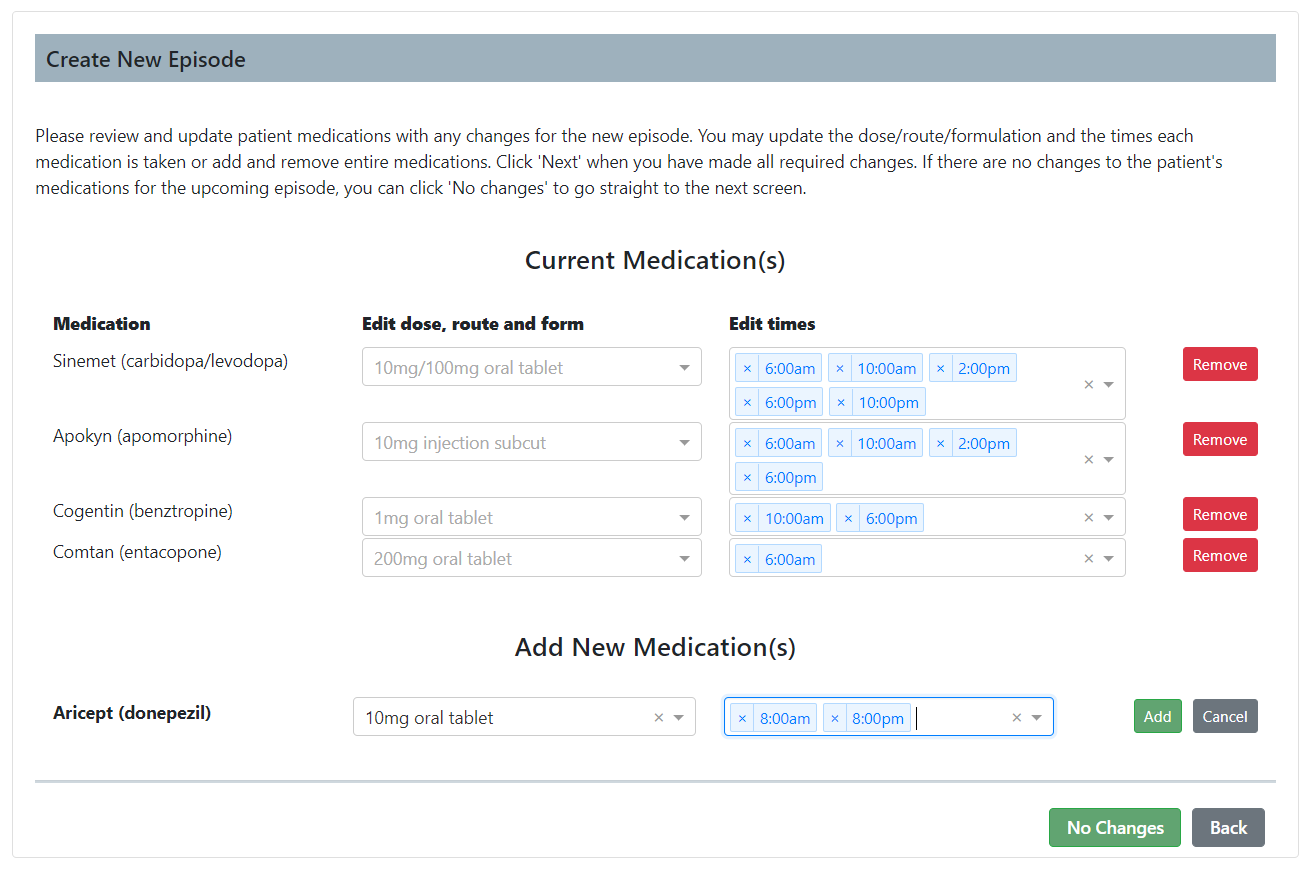 Create New Episode
Please review and update patient medications with any changes for the new episode. You may update the dose/route/formulation and the times each
medication is taken or add and remove entire medications. Click 'Next' when you have made all required changes. If there are no changes to the patient's
medications for the upcoming episode, you can click 'No changes' to go straight to the next screen.
Current Medication(s)
Medication Edit dose, route and form Edit times
Sinemet (carbidopa/levodopa) 10mg/100mg oral tablet × 6:00am × 10:00am × 2:00pm × Remove
× 6:00pm × 10:00pm
Apokyn (apomorphine) 10mg injection subcut × 6:00am × 10:00am × 2:00pm × Remove
× 6:00pm
Cogentin (benztropine) 1mg oral tablet × 10:00am × 6:00pm × Remove
Comtan (entacopone) 200mg oral tablet × 6:00am × Remove
Add New Medication(s)
Aricept (donepezil) 10mg oral tablet × × 8:00am × 8:00pm × Add Cancel
No Changes Back